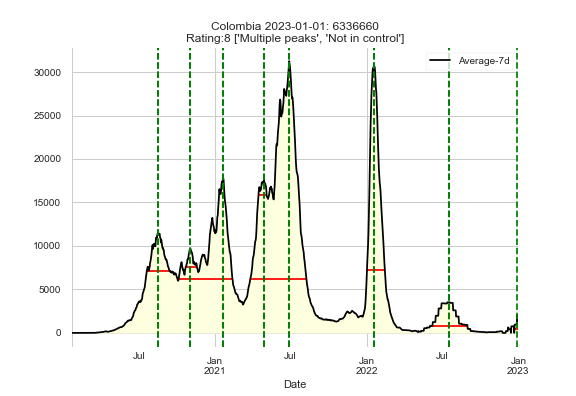 Colombia 2023-01-01: 6336660
Rating:8 ['Multiple peaks', 'Not in control']
Average-7d
30000
25000
20000
15000
10000
5000
0
Jul
Jan
2021
Jul
Jan
2022
Jul
Jan
2023
Date